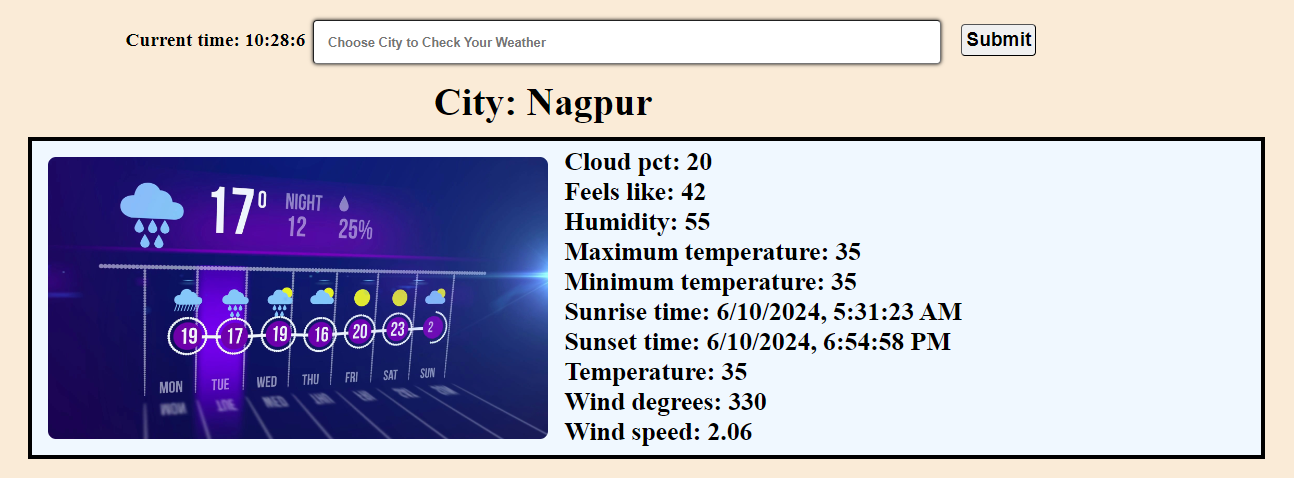 Current time: 10:28:6
Choose City to Check Your Weather
Submit
City: Nagpur
17⁰
NIGHT
12
25%
19 17 19 16 20 23 2
MON TUE WED THU FRI SAT SUN
Cloud pct: 20
Feels like: 42
Humidity: 55
Maximum temperature: 35
Minimum temperature: 35
Sunrise time: 6/10/2024, 5:31:23 AM
Sunset time: 6/10/2024, 6:54:58 PM
Temperature: 35
Wind degrees: 330
Wind speed: 2.06